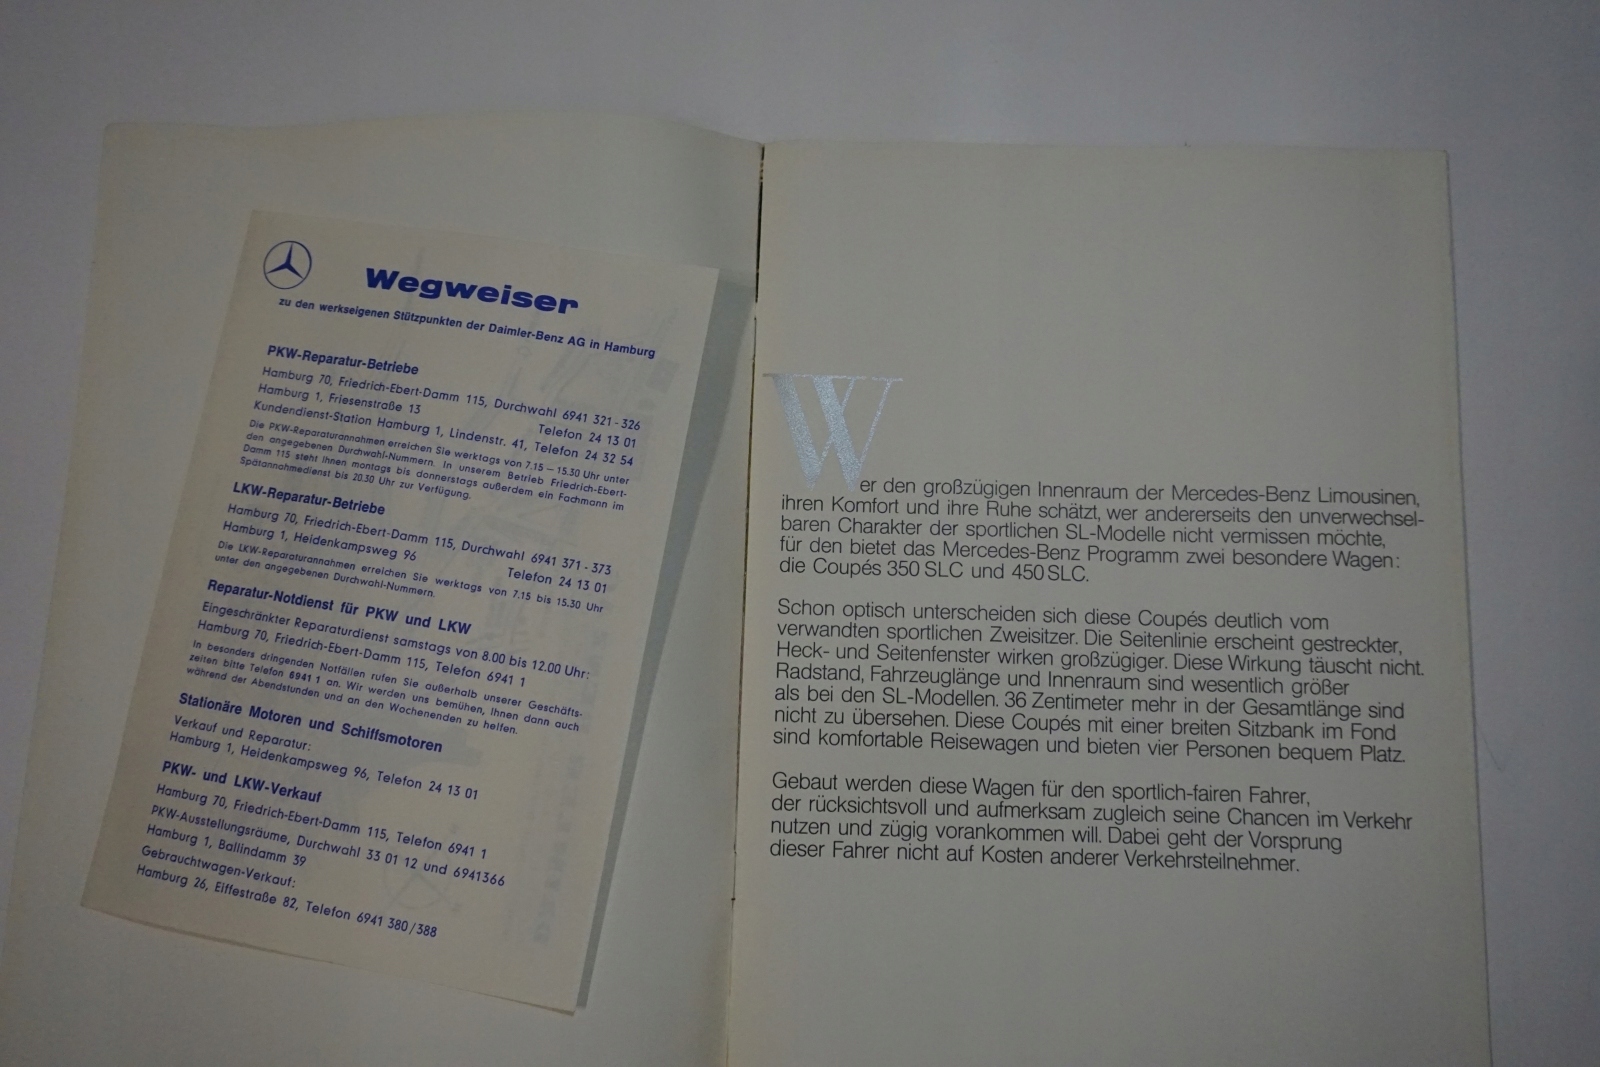 Wegweiser
zu den werkseigenen Stützpunkten der Daimler-Benz AG in Hamburg
PKW-Reparatur-Betriebe
Hamburg 70, Friedrich-Ebert-Damm 115, Durchwahl 6941 321-326
Hamburg 1, Friesenstraße 13 Telefon 24 13 01
Kundendienst-Station Hamburg 1, Lindenstr. 41, Telefon 24 32 54
Die PKW-Reparaturannahmen erreichen Sie werktags von 7.15 – 15.30 Uhr unter
den angegebenen Durchwahl-Nummern. In unserem Betrieb Friedrich-Ebert-
Damm 115 steht Ihnen montags bis donnerstags außerdem ein Fachmann im
Spätannahmedienst bis 20.30 Uhr zur Verfügung.
LKW-Reparatur-Betriebe
Hamburg 70, Friedrich-Ebert-Damm 115, Durchwahl 6941 371-373
Hamburg 1, Heidenkampsweg 96 Telefon 24 13 01
Die LKW-Reparaturannahmen erreichen Sie werktags von 7.15 bis 15.30 Uhr
unter den angegebenen Durchwahl-Nummern.
Reparatur-Notdienst für PKW und LKW
Eingeschränkter Reparaturdienst samstags von 8.00 bis 12.00 Uhr:
Hamburg 70, Friedrich-Ebert-Damm 115, Telefon 6941 1
In besonders dringenden Notfällen rufen Sie außerhalb unserer Geschäfts-
zeiten bitte Telefon 6941 1 an. Wir werden uns bemühen, Ihnen dann auch
während der Abendstunden und an den Wochenenden zu helfen.
Stationäre Motoren und Schiffsmotoren
Verkauf und Reparatur:
Hamburg 1, Heidenkampsweg 96, Telefon 24 13 01
PKW- und LKW-Verkauf
Hamburg 70, Friedrich-Ebert-Damm 115, Telefon 6941 1
PKW-Ausstellungsräume, Durchwahl 33 01 12 und 6941366
Hamburg 1, Ballindamm 39
Gebrauchtwagen-Verkauf:
Hamburg 26, Eiffestraße 82, Telefon 6941 380/388
Wer den großzügigen Innenraum der Mercedes-Benz Limousinen,
ihren Komfort und ihre Ruhe schätzt, wer andererseits den unverwechsel-
baren Charakter der sportlichen SL-Modelle nicht vermissen möchte,
für den bietet das Mercedes-Benz Programm zwei besondere Wagen:
die Coupés 350 SLC und 450 SLC.
Schon optisch unterscheiden sich diese Coupés deutlich vom
verwandten sportlichen Zweisitzer. Die Seitenlinie erscheint gestreckter,
Heck- und Seitenfenster wirken großzügiger. Diese Wirkung täuscht nicht.
Radstand, Fahrzeuglänge und Innenraum sind wesentlich größer
als bei den SL-Modellen. 36 Zentimeter mehr in der Gesamtlänge sind
nicht zu übersehen. Diese Coupés mit einer breiten Sitzbank im Fond
sind komfortable Reisewagen und bieten vier Personen bequem Platz.
Gebaut werden diese Wagen für den sportlich-fairen Fahrer,
der rücksichtsvoll und aufmerksam zugleich seine Chancen im Verkehr
nutzen und zügig vorankommen will. Dabei geht der Vorsprung
dieser Fahrer nicht auf Kosten anderer Verkehrsteilnehmer.